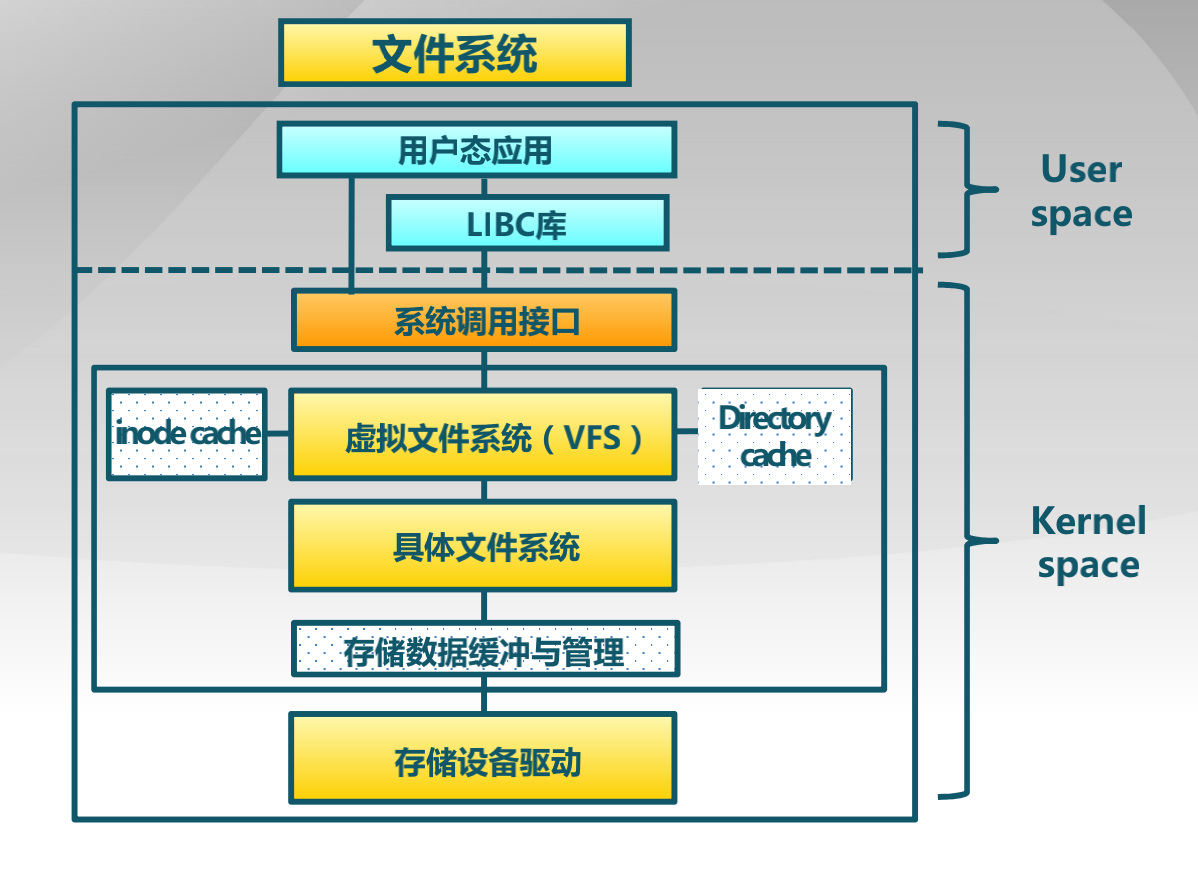 文件系统
用户态应用
LIBC库
User
space
系统调用接口
inode cache
虚拟文件系统（VFS）
Directory
cache
具体文件系统
Kernel
space
存储数据缓冲与管理
存储设备驱动